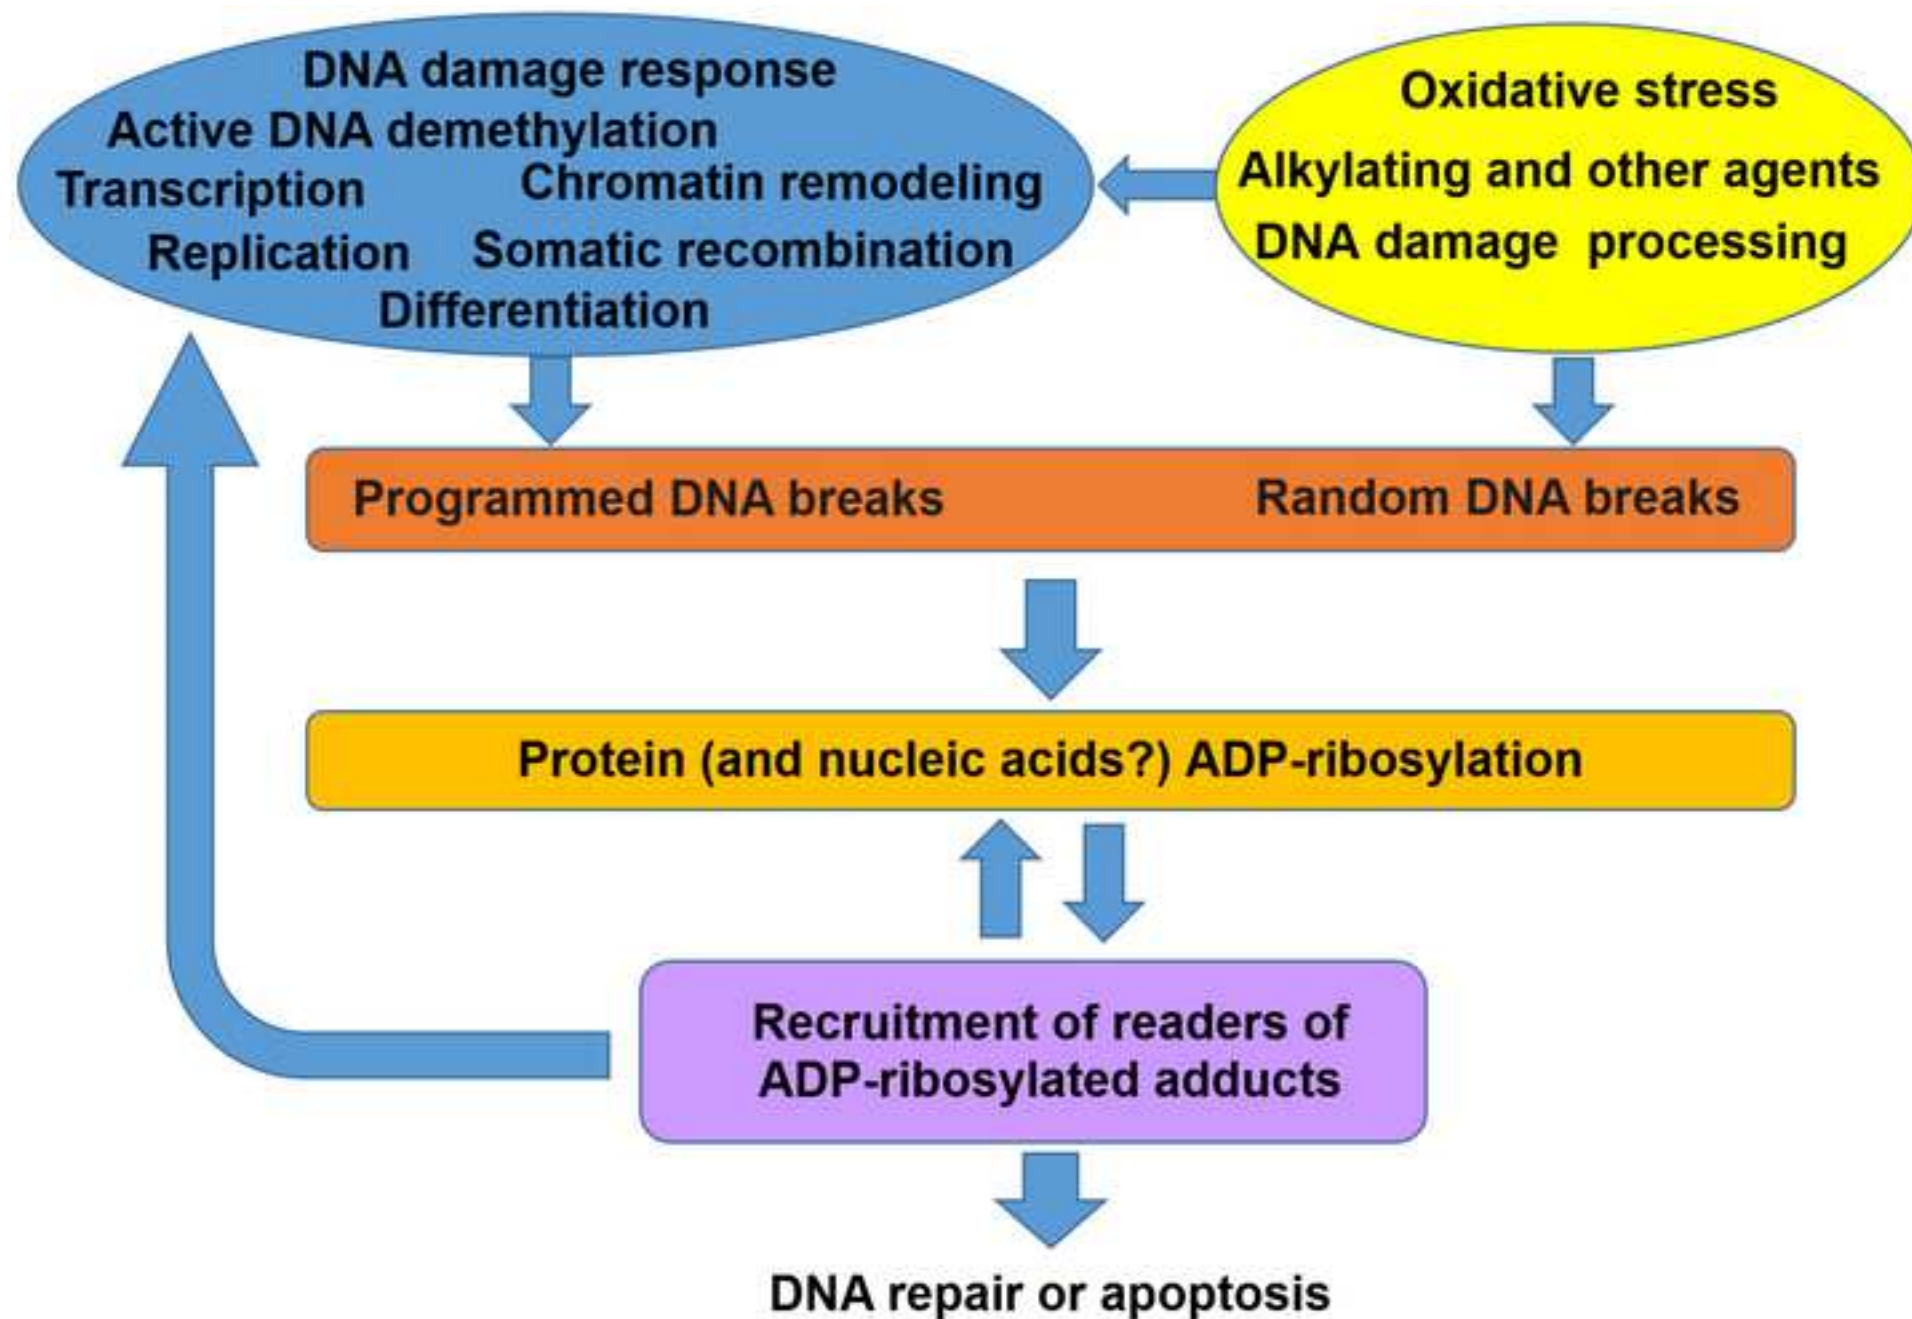 DNA damage response
Active DNA demethylation
Transcription
Chromatin remodeling
Replication
Somatic recombination
Differentiation
Oxidative stress
Alkylating and other agents
DNA damage processing
Programmed DNA breaks
Random DNA breaks
Protein (and nucleic acids?) ADP-ribosylation
Recruitment of readers of
ADP-ribosylated adducts
DNA repair or apoptosis